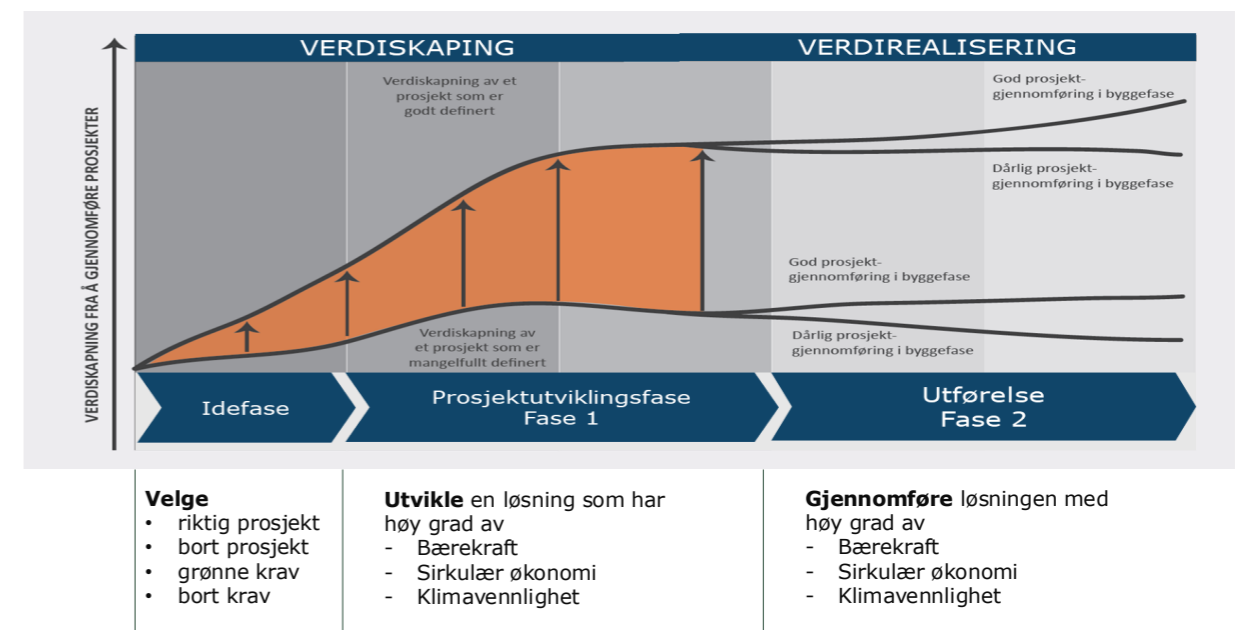 VERDISKAPING
VERDIREALISERING
VERDISKAPNING FRA Å GJENNOMFØRE PROSJEKTER
Verdiskapning av et
prosjekt som er
godt definert
God prosjekt-
gjennomføring i byggefase
Dårlig prosjekt-
gjennomføring i byggefase
God prosjekt-
gjennomføring i byggefase
Verdiskapning av
et prosjekt som er
mangelfullt definert
Dårlig prosjekt-
gjennomføring i byggefase
Idefase
Prosjektutviklingsfase
Fase 1
Utførelse
Fase 2
Velge
• riktig prosjekt
• bort prosjekt
• grønne krav
• bort krav
Utvikle en løsning som har
høy grad av
- Bærekraft
- Sirkulær økonomi
- Klimavennlighet
Gjennomføre løsningen med
høy grad av
- Bærekraft
- Sirkulær økonomi
- Klimavennlighet